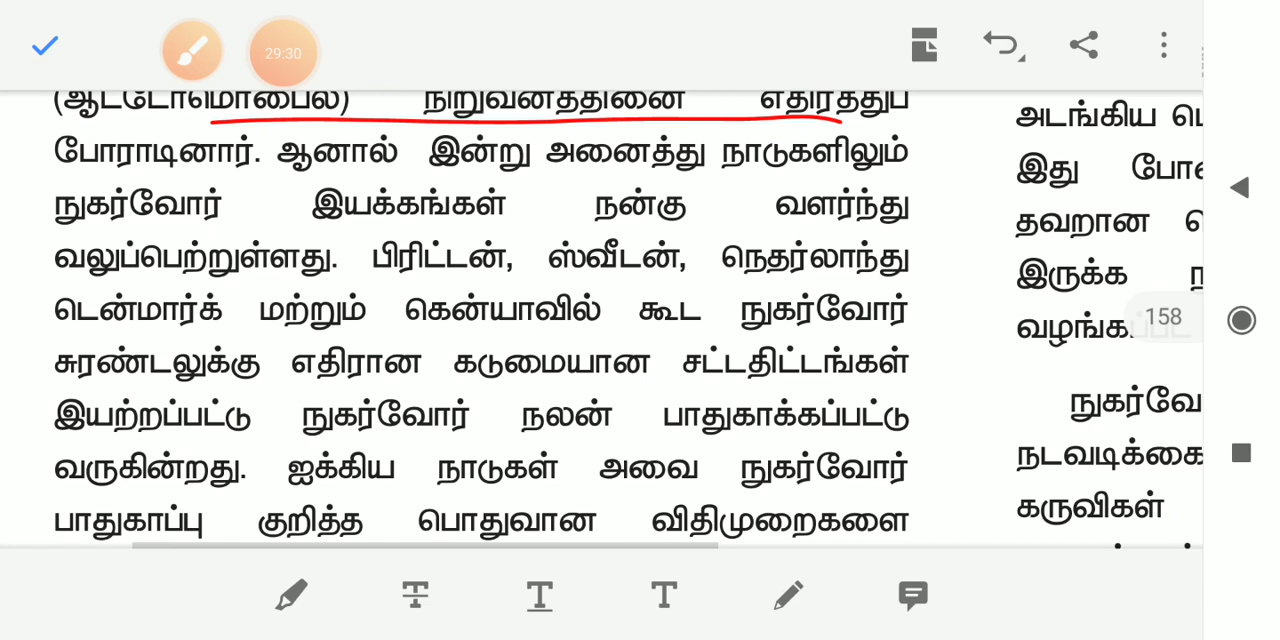 29:30
(ஆட்டோமொபைல்) நிறுவனத்தினை எதிர்த்துப்
போராடினார். ஆனால் இன்று அனைத்து நாடுகளிலும்
நுகர்வோர் இயக்கங்கள் நன்கு வளர்ந்து
வலுப்பெற்றுள்ளது. பிரிட்டன், ஸ்வீடன், நெதர்லாந்து
டென்மார்க் மற்றும் கென்யாவில் கூட நுகர்வோர்
சுரண்டலுக்கு எதிரான கடுமையான சட்டதிட்டங்கள்
இயற்றப்பட்டு நுகர்வோர் நலன் பாதுகாக்கப்பட்டு
வருகின்றது. ஐக்கிய நாடுகள் அவை நுகர்வோர்
பாதுகாப்பு குறித்த பொதுவான விதிமுறைகளை
அடங்கிய
இது
தவறான
இருக்க
158
நுகர்வே
நடவடிக்கை
கருவிகள்